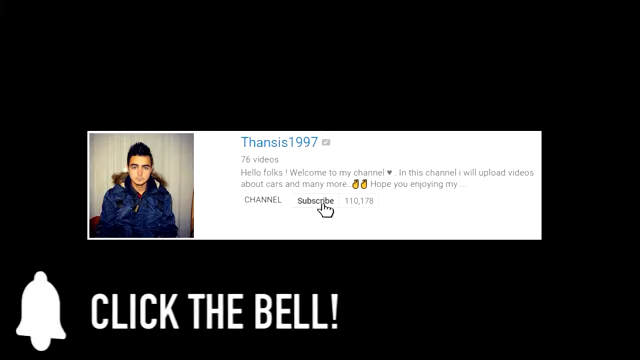 Thansis1997
76 videos
Hello folks ! Welcome to my channel ♥ . In this channel i will upload videos
about cars and many more. ✌✌ Hope you enjoying my ...
CHANNEL Subscribe 110,178
CLICK THE BELL!